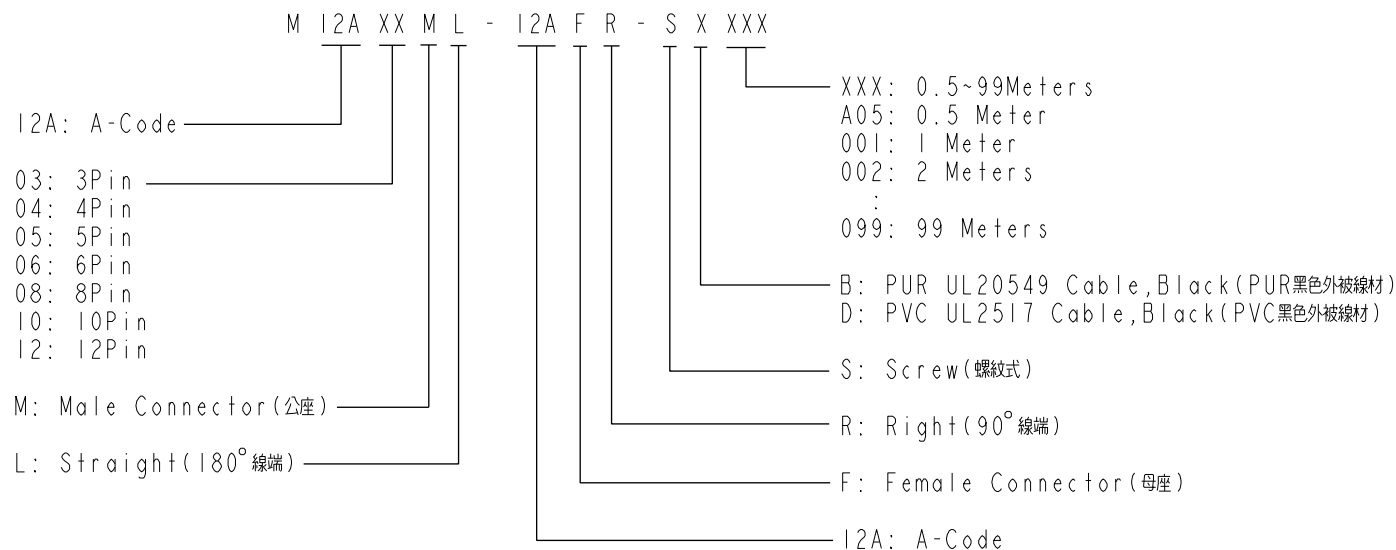 M 12A XX M L - 12A F R - S X XXX
12A: A-Code
03: 3Pin
04: 4Pin
05: 5Pin
06: 6Pin
08: 8Pin
10: 10Pin
12: 12Pin
M: Male Connector(公座)
L: Straight(180°線端)
XXX: 0.5~99Meters
A05: 0.5 Meter
001: 1 Meter
002: 2 Meters
:
099: 99 Meters
B: PUR UL20549 Cable,Black(PUR黑色外被線材)
D: PVC UL2517 Cable,Black(PVC黑色外被線材)
S: Screw(螺紋式)
R: Right(90°線端)
F: Female Connector(母座)
12A: A-Code